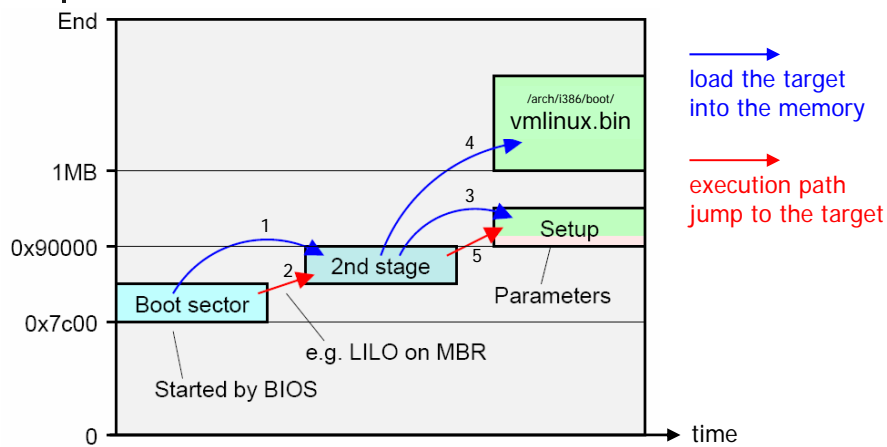 End
/arch/i386/boot/
vmlinux.bin
load the target
into the memory
4
1MB
execution path
jump to the target
3
1
Setup
0x90000
2nd stage
5
2
Parameters
Boot sector
0x7c00
e.g. LILO on MBR
Started by BIOS
0
time